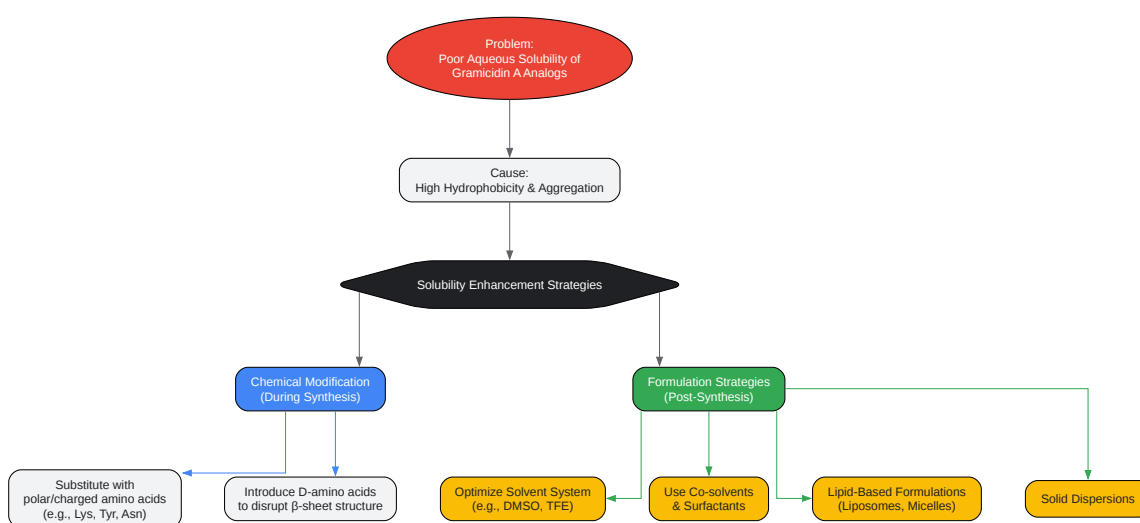 Problem:
Poor Aqueous Solubility of
Gramicidin A Analogs
Cause:
High Hydrophobicity & Aggregation
Solubility Enhancement Strategies
Chemical Modification
(During Synthesis)
Formulation Strategies
(Post-Synthesis)
Substitute with
polar/charged amino acids
(e.g., Lys, Tyr, Asn)
Introduce D-amino acids
to disrupt β-sheet structure
Optimize Solvent System
(e.g., DMSO, TFE)
Use Co-solvents
& Surfactants
Lipid-Based Formulations
(Liposomes, Micelles)
Solid Dispersions